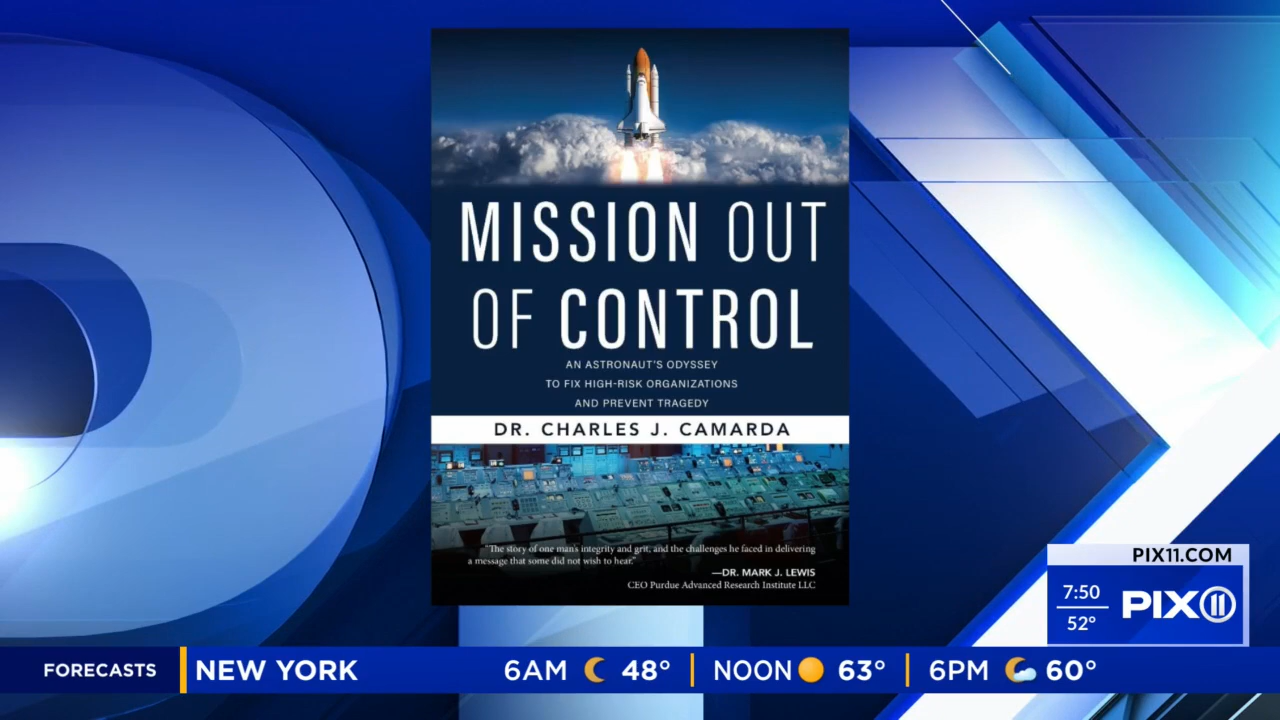 MISSION OUT
OF CONTROL
AN ASTRONAUT'S ODYSSEY
TO FIX HIGH-RISK ORGANIZATIONS
AND PREVENT TRAGEDY
DR. CHARLES J. CAMARDA
"The story of one man's integrity and grit, and the challenges he faced in delivering
a message that some did not wish to hear."
—DR. MARK J. LEWIS
CEO Purdue Advanced Research Institute LLC
PIX11.COM
7:50
52°
PIX11
FORECASTS NEW YORK 6AM 48° NOON 63° 6PM 60°